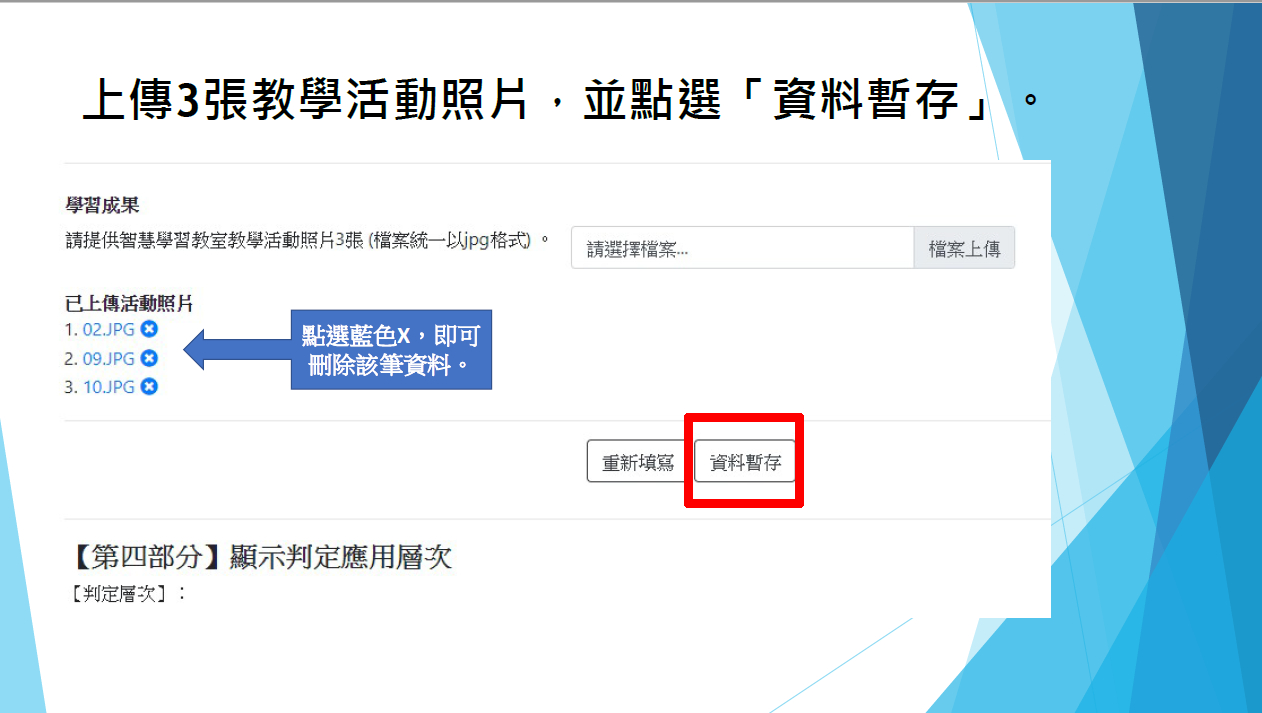 上傳3張教學活動照片，並點選「資料暫存」。
學習成果
請提供智慧學習教室教學活動照片3張 (檔案統一以jpg格式) 。
請選擇檔案...
檔案上傳
已上傳活動照片
1. 02.JPG
2. 09.JPG
3. 10.JPG
點選藍色X，即可
刪除該筆資料。
重新填寫
資料暫存
【第四部分】顯示判定應用層次
【判定層次】：